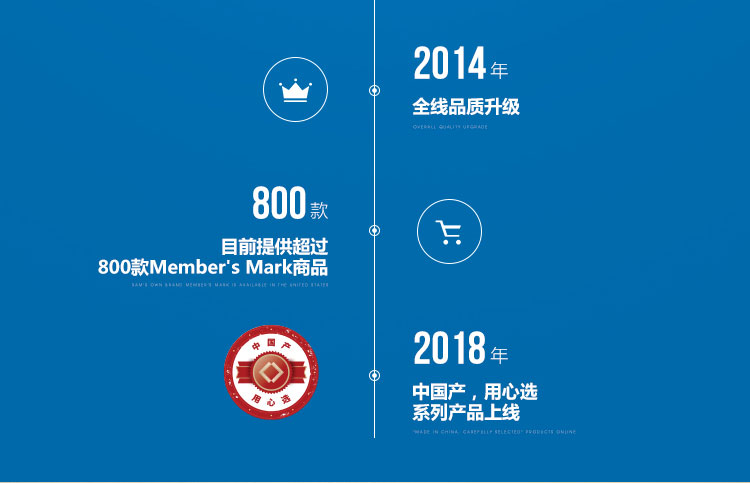 2014年
全线品质升级
OVERALL QUALITY UPGRADE
800款
目前提供超过
800款Member's Mark商品
SAM'S OWN BRAND MEMBER'S MARK IS AVAILABLE IN THE UNITED STATES
中国产
用心选
2018年
中国产，用心选
系列产品上线
"MADE IN CHINA, CAREFULLY SELECTED" PRODUCTS ONLINE